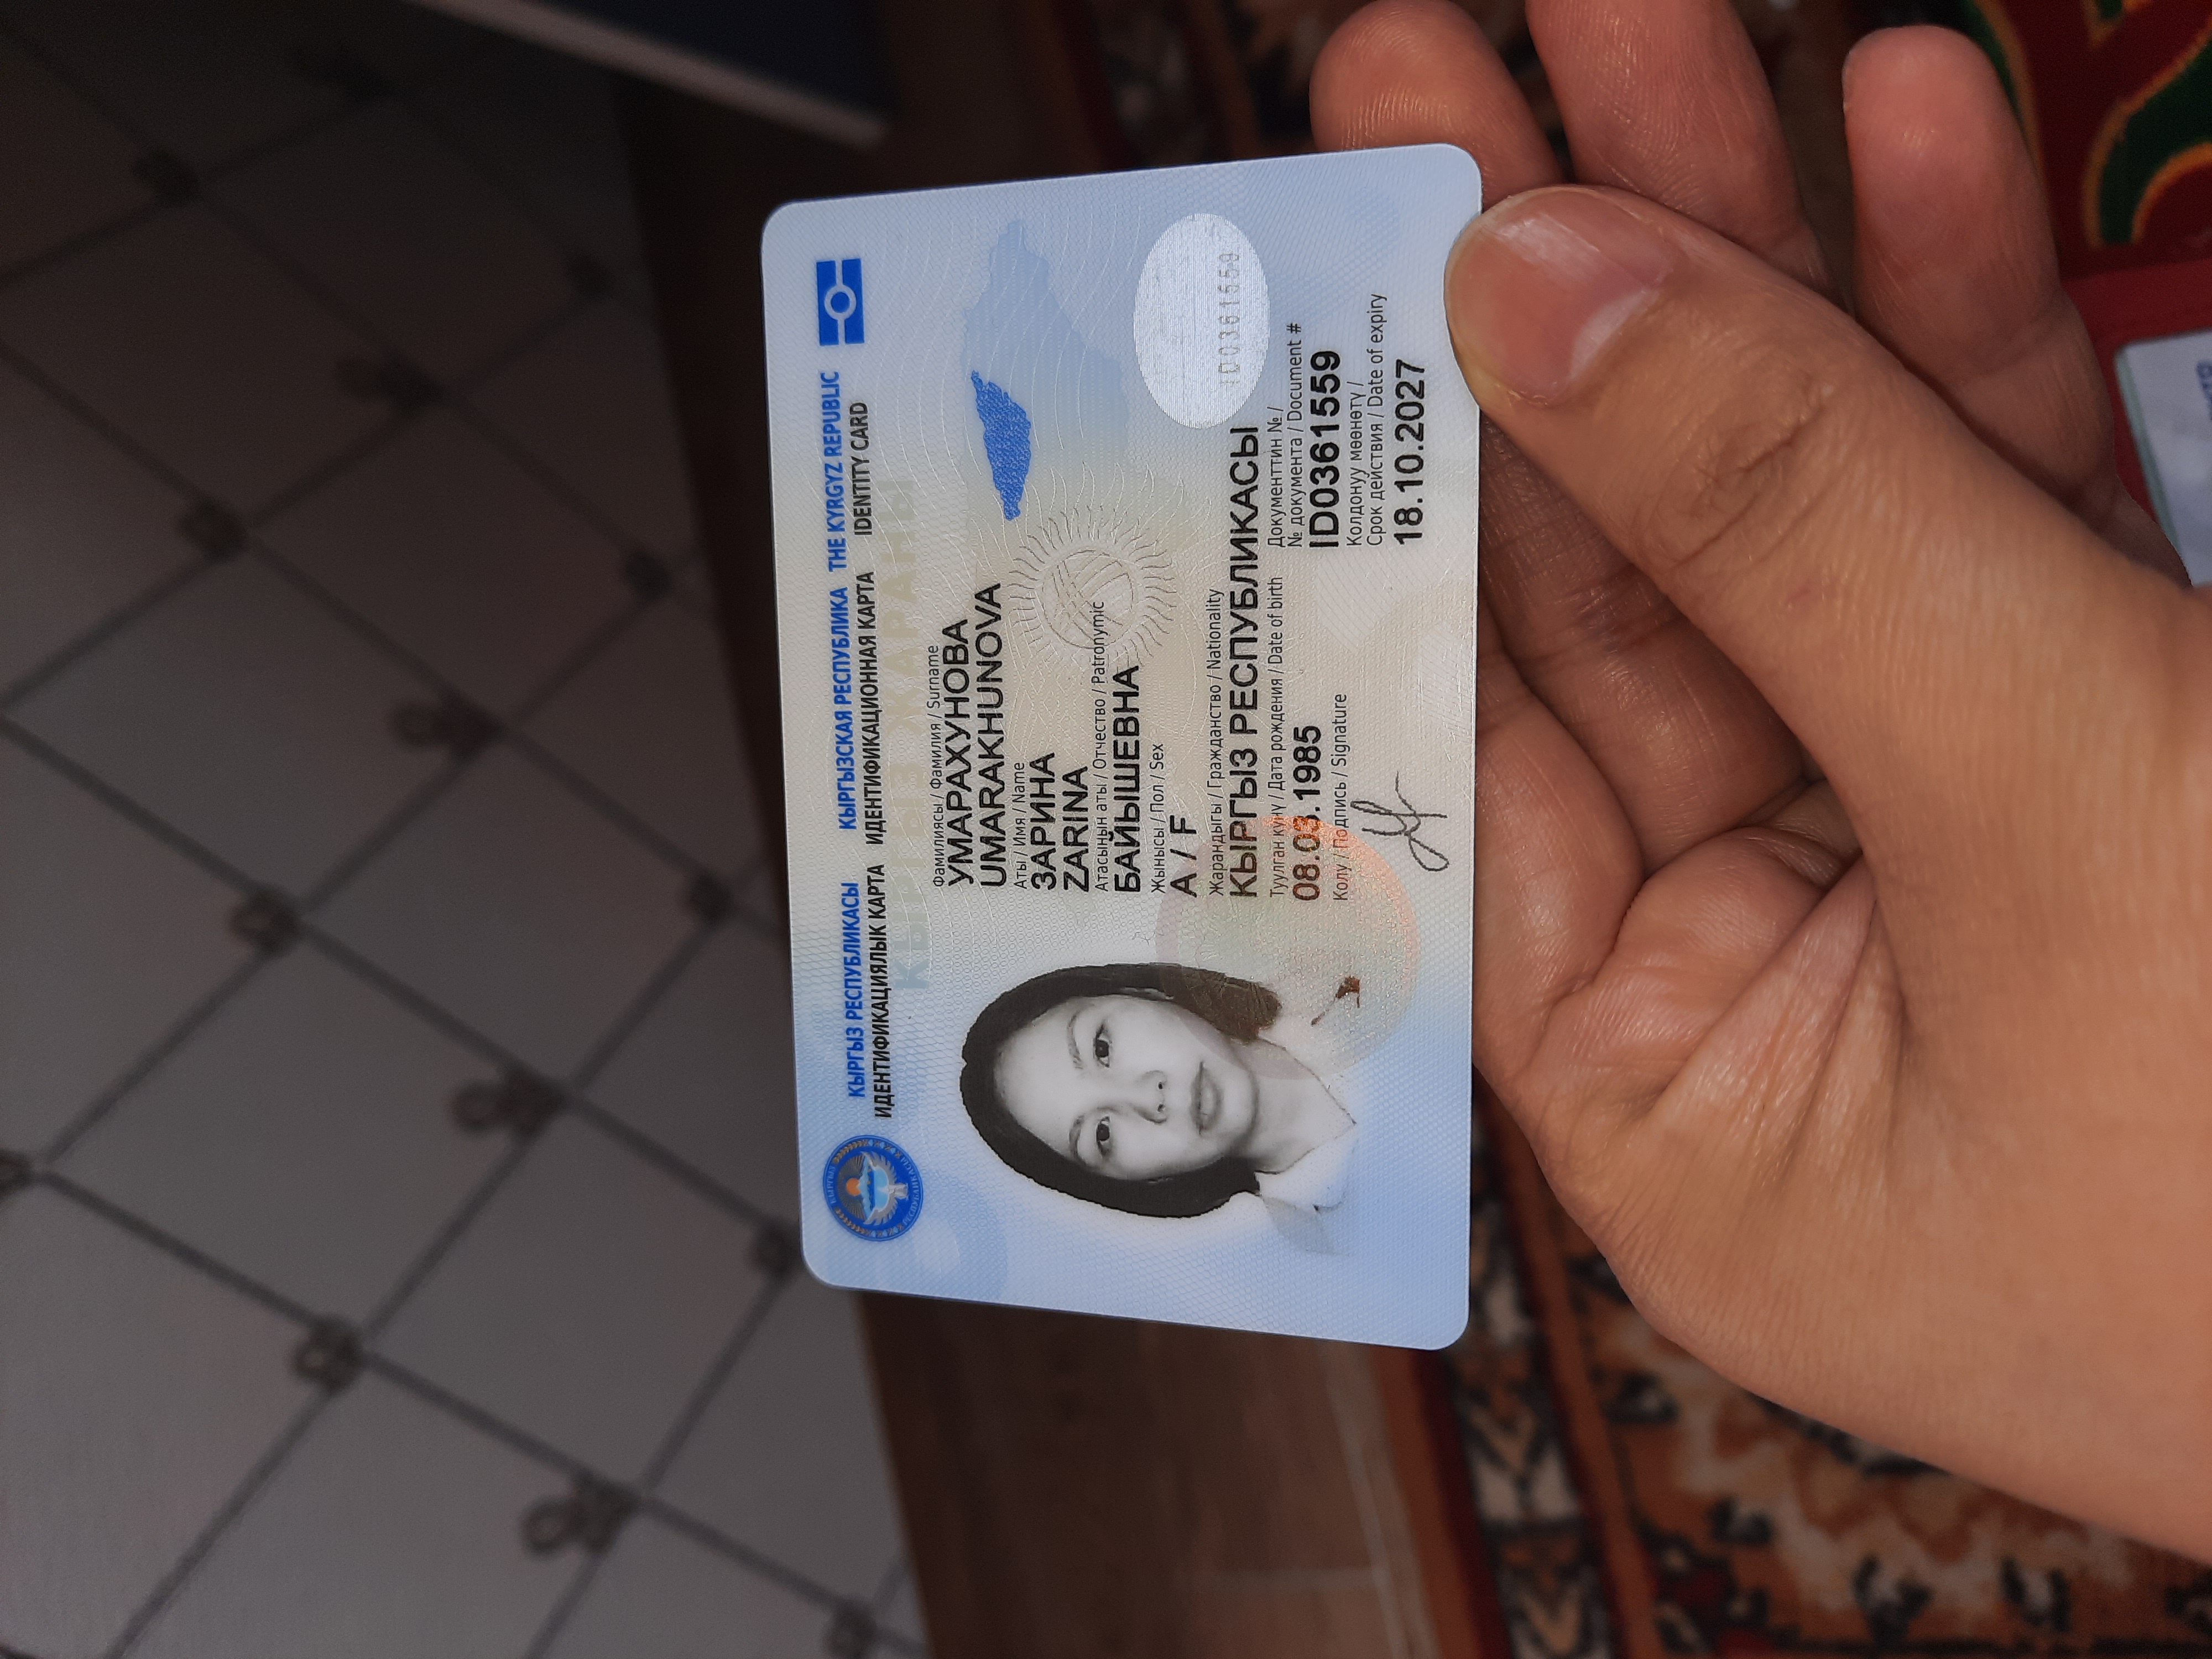 КЫРГЫЗ РЕСПУБЛИКАСЫ КЫРГЫЗСКАЯ РЕСПУБЛИКА THE KYRGYZ REPUBLIC
ИДЕНТИФИКАЦИЯЛЫК КАРТА ИДЕНТИФИКАЦИОННАЯ КАРТА IDENTITY CARD
КЫРГЫЗ ЖАРАНЫ
Фамилиясы / Фамилия / Surname
УМАРАХУНОВА
UMARAKHUNOVA
Аты / Имя / Name
ЗАРИНА
ZARINA
Атасынын аты / Отчество / Patronymic
БАЙЫШЕВНА
Жынысы / Пол / Sex
А / F
Жарандыгы / Гражданство / Nationality
КЫРГЫЗ РЕСПУБЛИКАСЫ
ID0361559
Туулган күнү / Дата рождения / Date of birth
08.03.1985
Документтин № /
№ документа / Document #
ID0361559
Колу / Подпись / Signature
Колдонуу мөөнөтү /
Срок действия / Date of expiry
18.10.2027